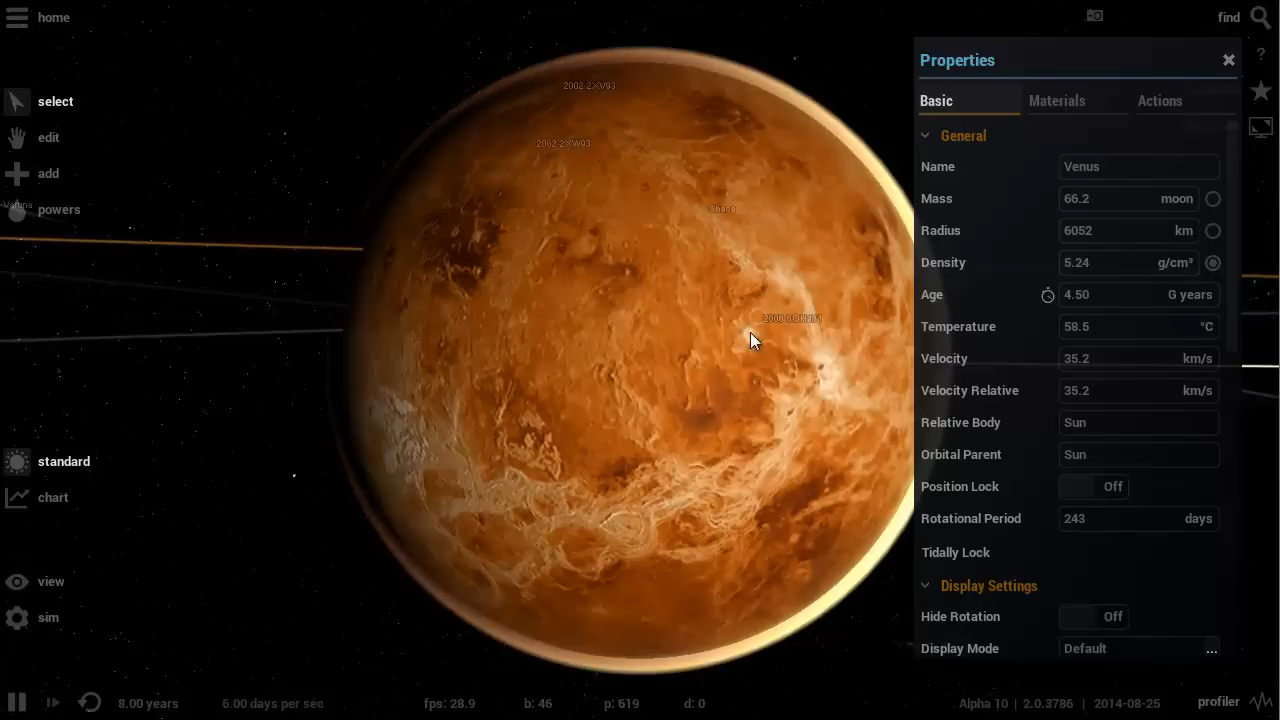 home
find
select
edit
add
Varuna
powers
standard
chart
view
sim
2002 2XV93
2002 2XW93
Chaos
Properties
?
Basic Materials Actions
General
Name Venus
Mass 66.2 moon
Radius 6052 km
Density 5.24 g/cm³
Age 4.50 G years
Temperature 58.5 °C
Velocity 35.2 km/s
Velocity Relative 35.2 km/s
Relative Body Sun
Orbital Parent Sun
Position Lock Off
Rotational Period 243 days
Tidally Lock
Display Settings
Hide Rotation Off
Display Mode Default ...
8.00 years 6.00 days per sec fps: 28.9 b: 46 p: 619 d: 0 Alpha 10 | 2.0.3786 | 2014-08-25 profiler